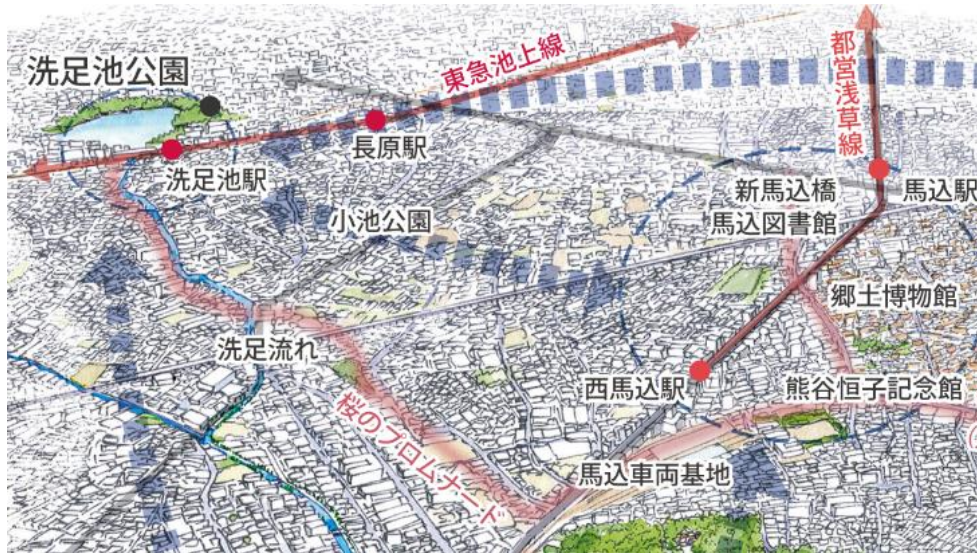 洗足池公園
東急池上線
都営浅草線
長原駅
洗足池駅
新馬込橋
馬込駅
小池公園
馬込図書館
郷土博物館
洗足流れ
西馬込駅
熊谷恒子記念館
桜のプロムナード
馬込車両基地